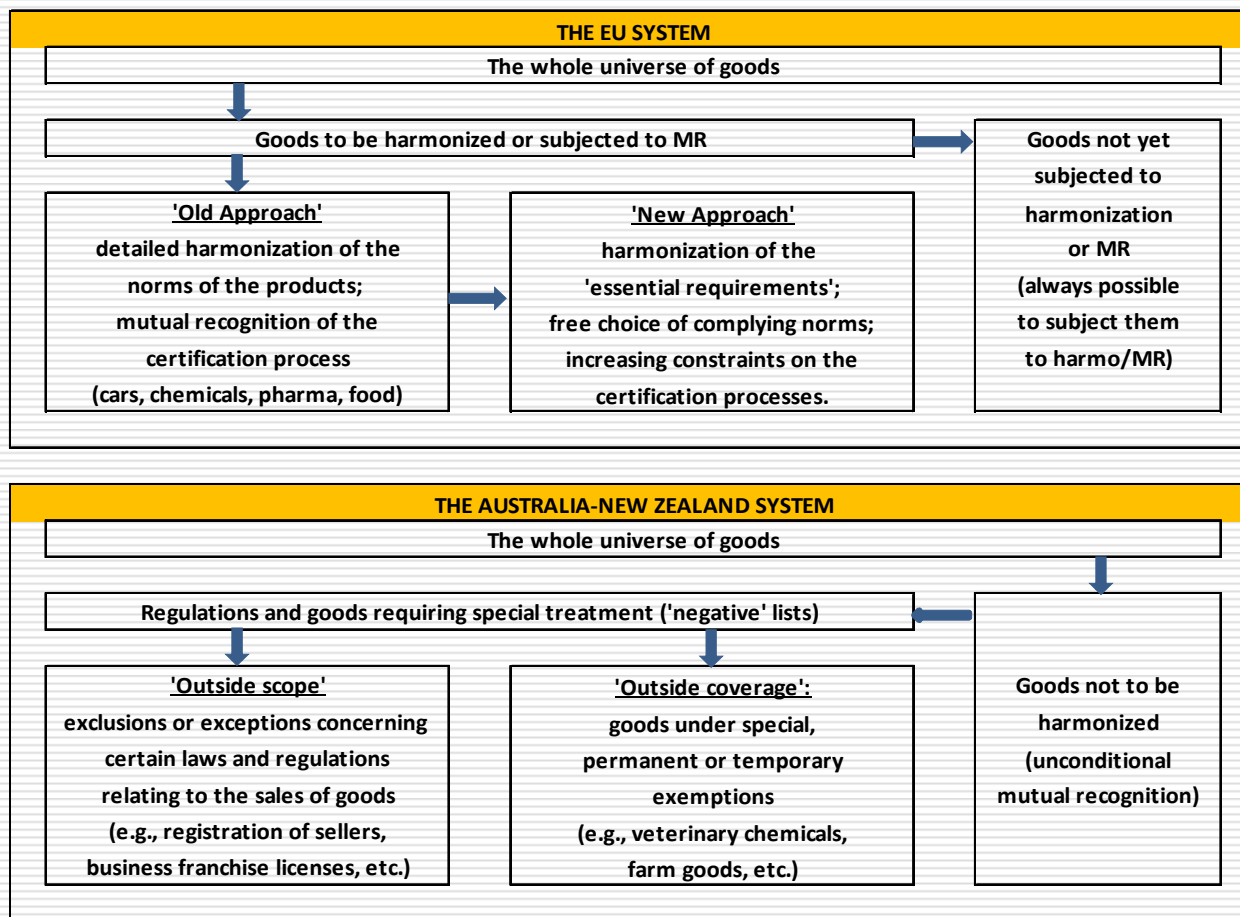 THE EU SYSTEM
The whole universe of goods
Goods to be harmonized or subjected to MR
'Old Approach'
detailed harmonization of the
norms of the products;
mutual recognition of the
certification process
(cars, chemicals, pharma, food)
'New Approach'
harmonization of the
'essential requirements';
free choice of complying norms;
increasing constraints on the
certification processes.
Goods not yet
subjected to
harmonization
or MR
(always possible
to subject them
to harmo/MR)
THE AUSTRALIA-NEW ZEALAND SYSTEM
The whole universe of goods
Regulations and goods requiring special treatment ('negative' lists)
'Outside scope'
exclusions or exceptions concerning
certain laws and regulations
relating to the sales of goods
(e.g., registration of sellers,
business franchise licenses, etc.)
'Outside coverage':
goods under special,
permanent or temporary
exemptions
(e.g., veterinary chemicals,
farm goods, etc.)
Goods not to be
harmonized
(unconditional
mutual recognition)